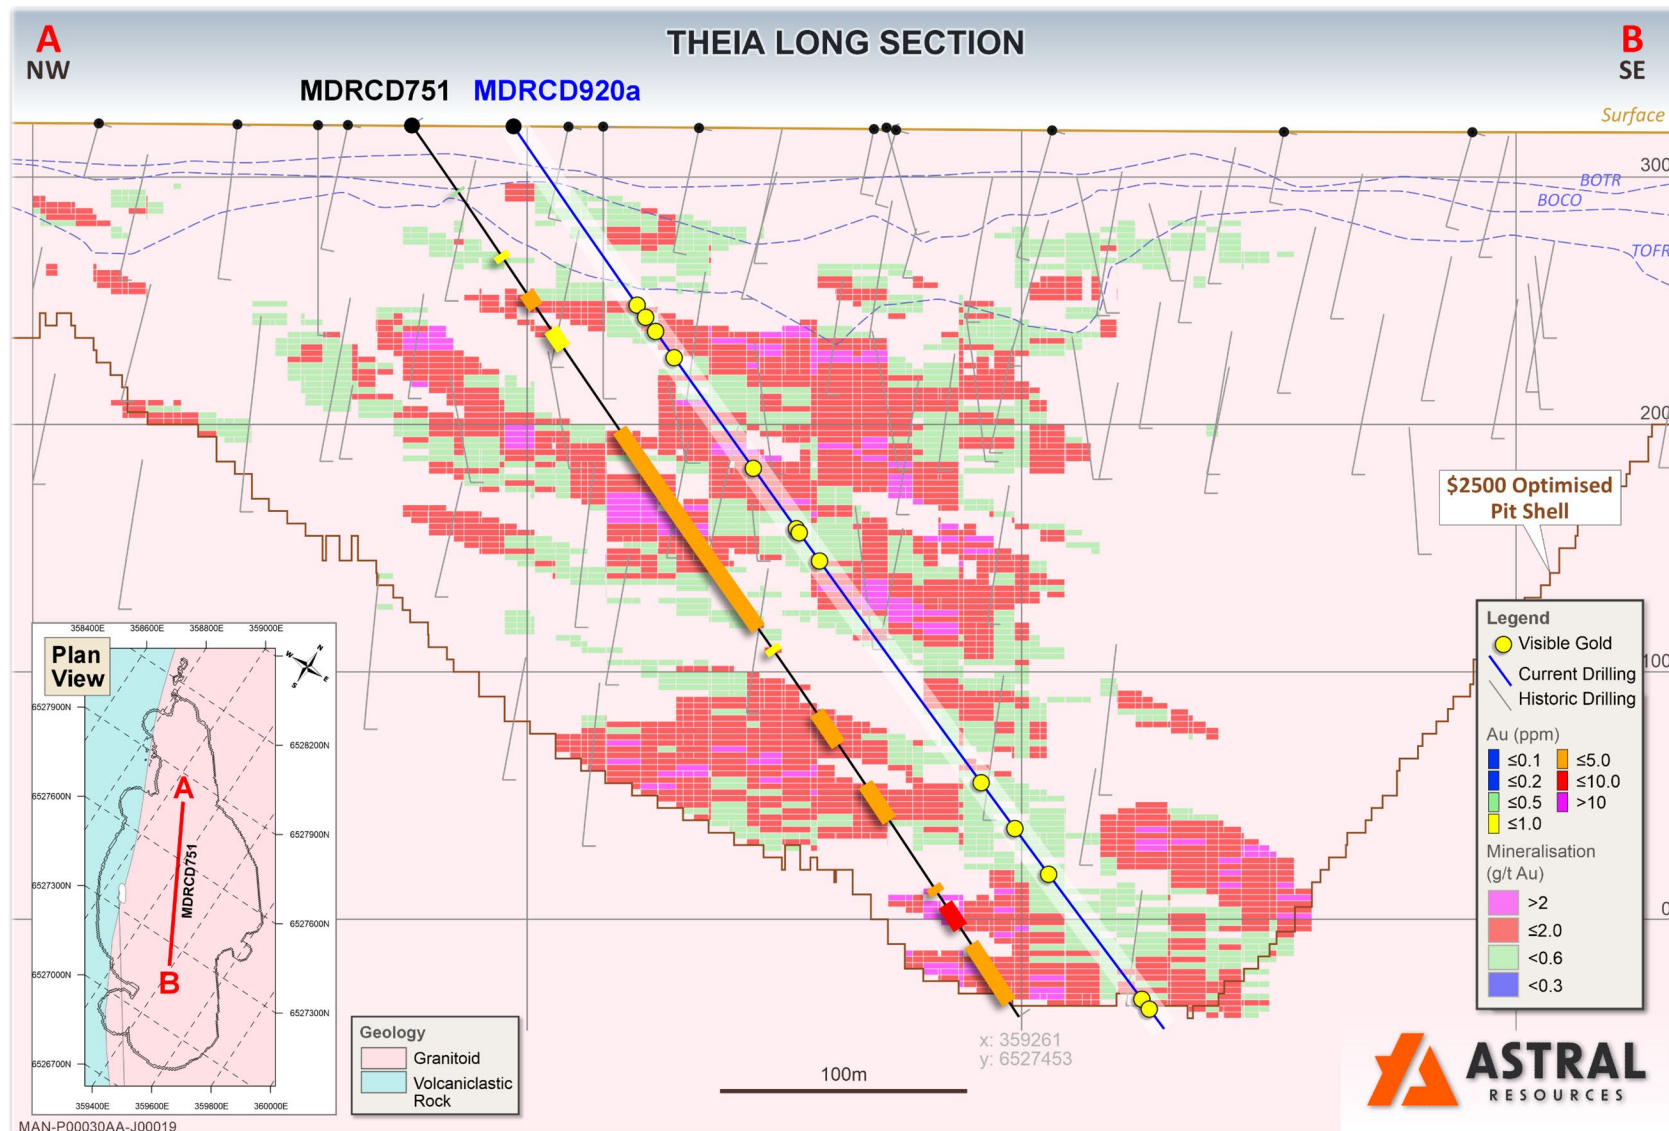 THEIA LONG SECTION
A
NW
B
SE
MDRCD751
MDRCD920a
Surface
300
BOTR
BOCO
TOFR
200
$2500 Optimised
Pit Shell
100
0
Legend
Visible Gold
Current Drilling
Historic Drilling
Au (ppm)
≤0.1
≤0.2
≤0.5
≤1.0
≤5.0
≤10.0
>10
Mineralisation
(g/t Au)
>2
≤2.0
<0.6
<0.3
358400E 358600E 358800E 359000E
Plan
View
N
W
E
S
6527900N
6528200N
6527600N
A
6527900N
MDRCD751
6527300N
6527600N
6527000N
B
6527300N
6526700N
359400E 359600E 359800E 360000E
Geology
Granitoid
Volcaniclastic
Rock
x: 359261
y: 6527453
100m
ASTRAL
RESOURCES
MAN-P00030AA-J00019